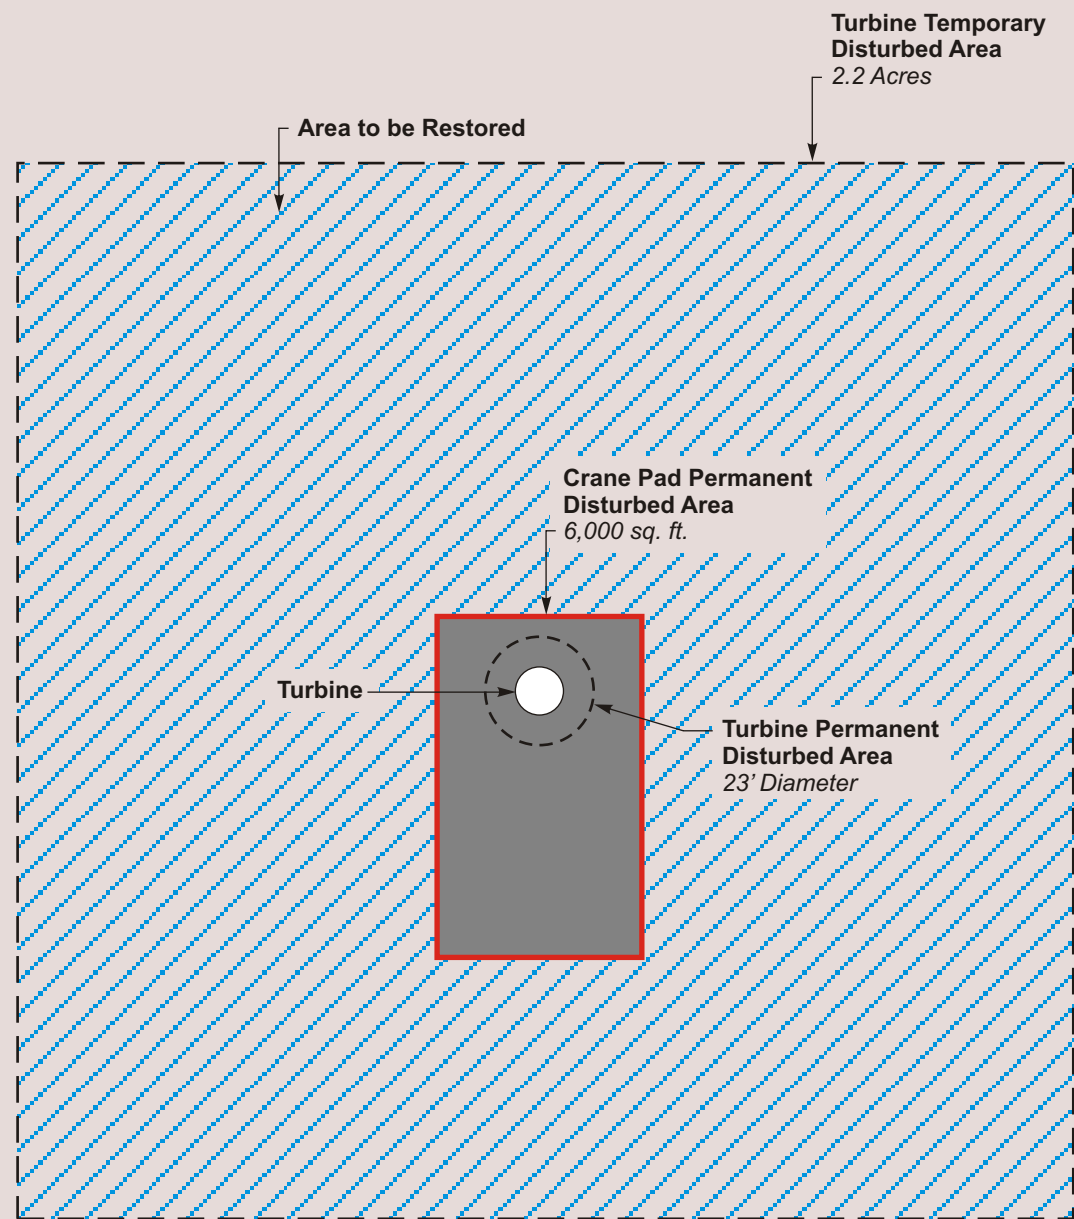 Turbine Temporary
Disturbed Area
2.2 Acres
Area to be Restored
Crane Pad Permanent
Disturbed Area
6,000 sq. ft.
Turbine
Turbine Permanent
Disturbed Area
23’ Diameter